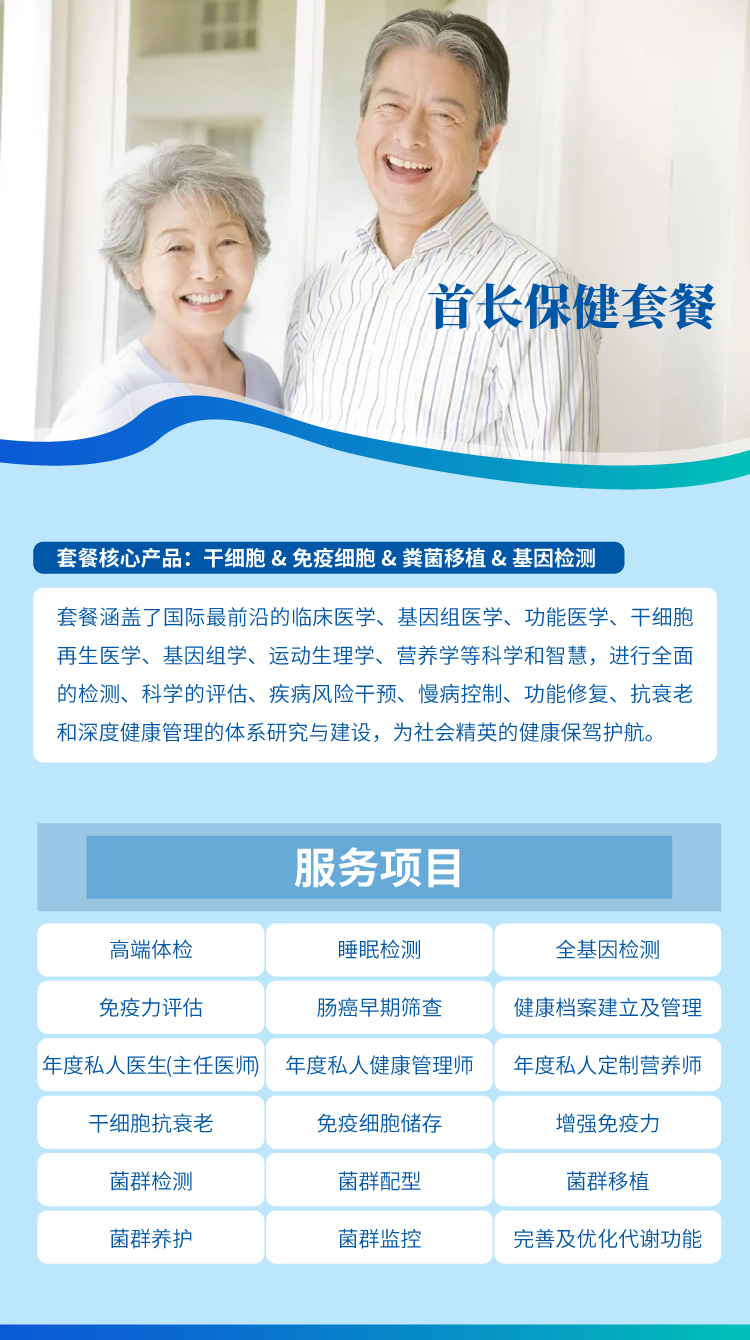 首长保健套餐
套餐核心产品：干细胞 & 免疫细胞 & 粪菌移植 & 基因检测
套餐涵盖了国际最前沿的临床医学、基因组医学、功能医学、干细胞
再生医学、基因组学、运动生理学、营养学等科学和智慧，进行全面
的检测、科学的评估、疾病风险干预、慢病控制、功能修复、抗衰老
和深度健康管理的体系研究与建设，为社会精英的健康保驾护航。
服务项目
高端体检 睡眠检测 全基因检测
免疫力评估 肠癌早期筛查 健康档案建立及管理
年度私人医生(主任医师) 年度私人健康管理师 年度私人定制营养师
干细胞抗衰老 免疫细胞储存 增强免疫力
菌群检测 菌群配型 菌群移植
菌群养护 菌群监控 完善及优化代谢功能